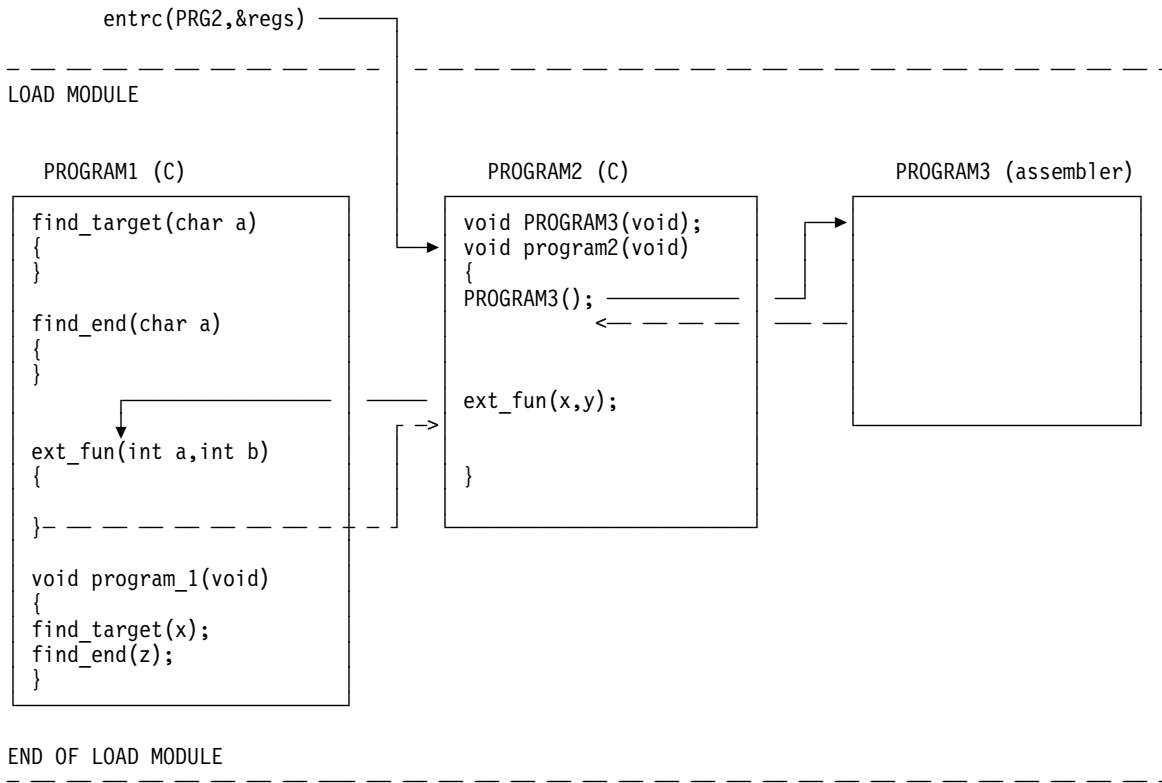 entrc(PRG2,&regs)
LOAD MODULE
PROGRAM1 (C)
find_target(char a)
{
}
find_end(char a)
{
}
ext_fun(int a,int b)
{
}
void program_1(void)
{
find_target(x);
find_end(z);
}
PROGRAM2 (C)
void PROGRAM3(void);
void program2(void)
{
PROGRAM3();
ext_fun(x,y);
}
PROGRAM3 (assembler)
END OF LOAD MODULE